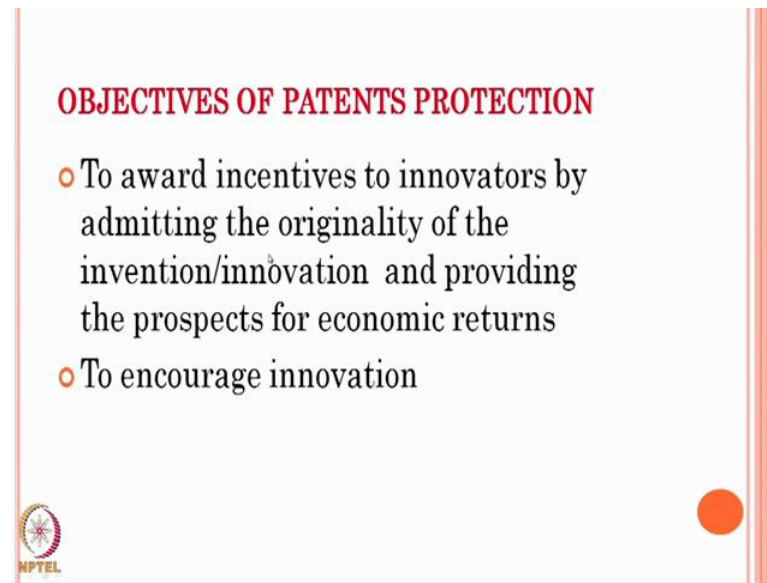 OBJECTIVES OF PATENTS PROTECTION
To award incentives to innovators by
admitting the originality of the
invention/innovation and providing
the prospects for economic returns
To encourage innovation
NPTEL